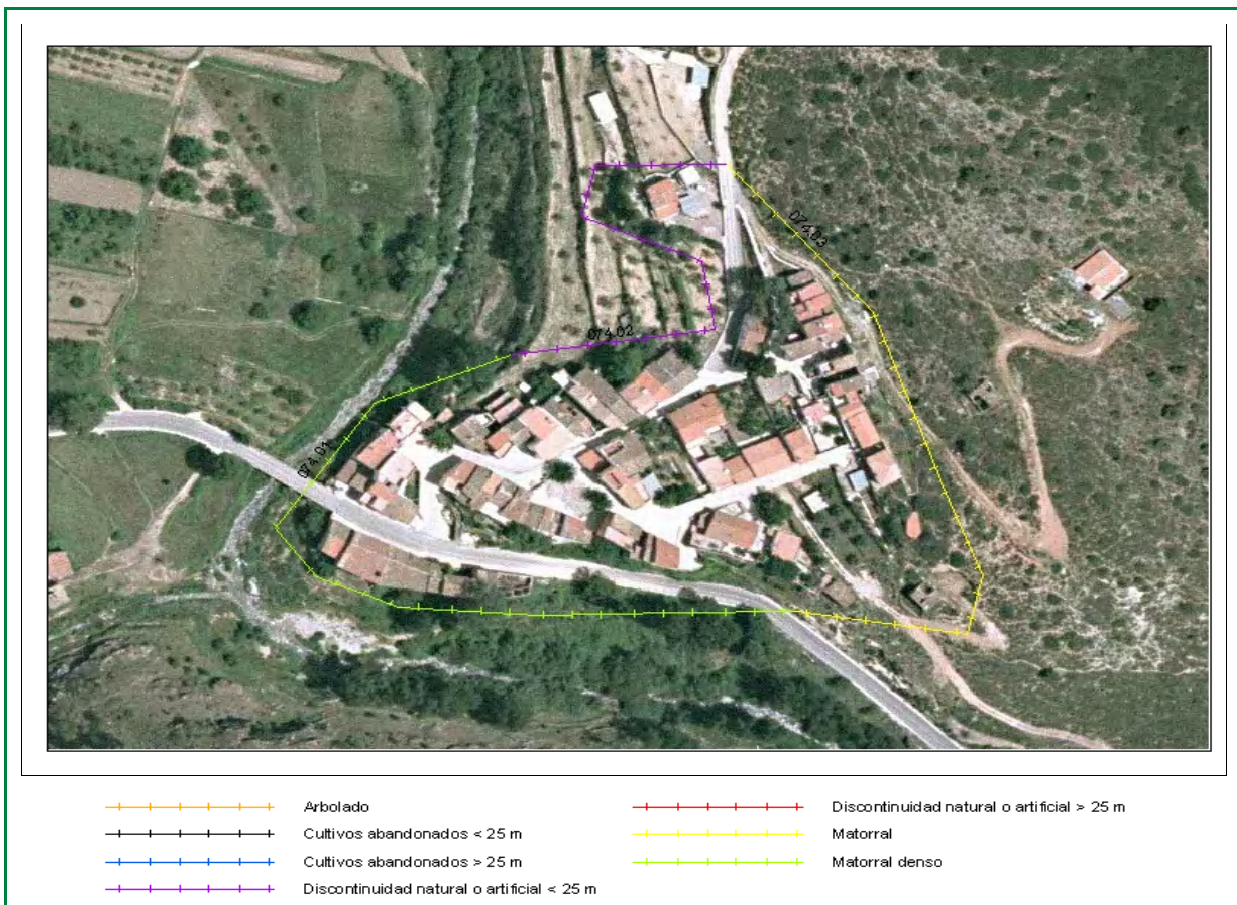 074.03
074.02
074.01
Arbolado
Cultivos abandonados < 25 m
Cultivos abandonados > 25 m
Discontinuidad natural o artificial < 25 m
Discontinuidad natural o artificial > 25 m
Matorral
Matorral denso